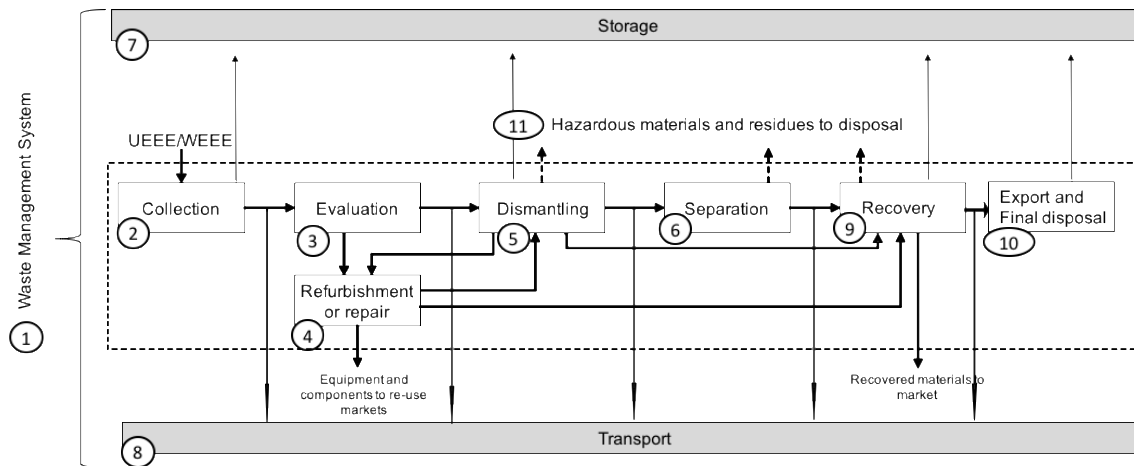 Storage
7
Waste Management System
1
11
Hazardous materials and residues to disposal
UEEE/WEEE
Collection
2
Evaluation
3
Dismantling
5
Separation
6
Recovery
9
Export and
Final disposal
10
Refurbishment
or repair
4
Equipment and
components to re-use
markets
Recovered materials to
market
Transport
8